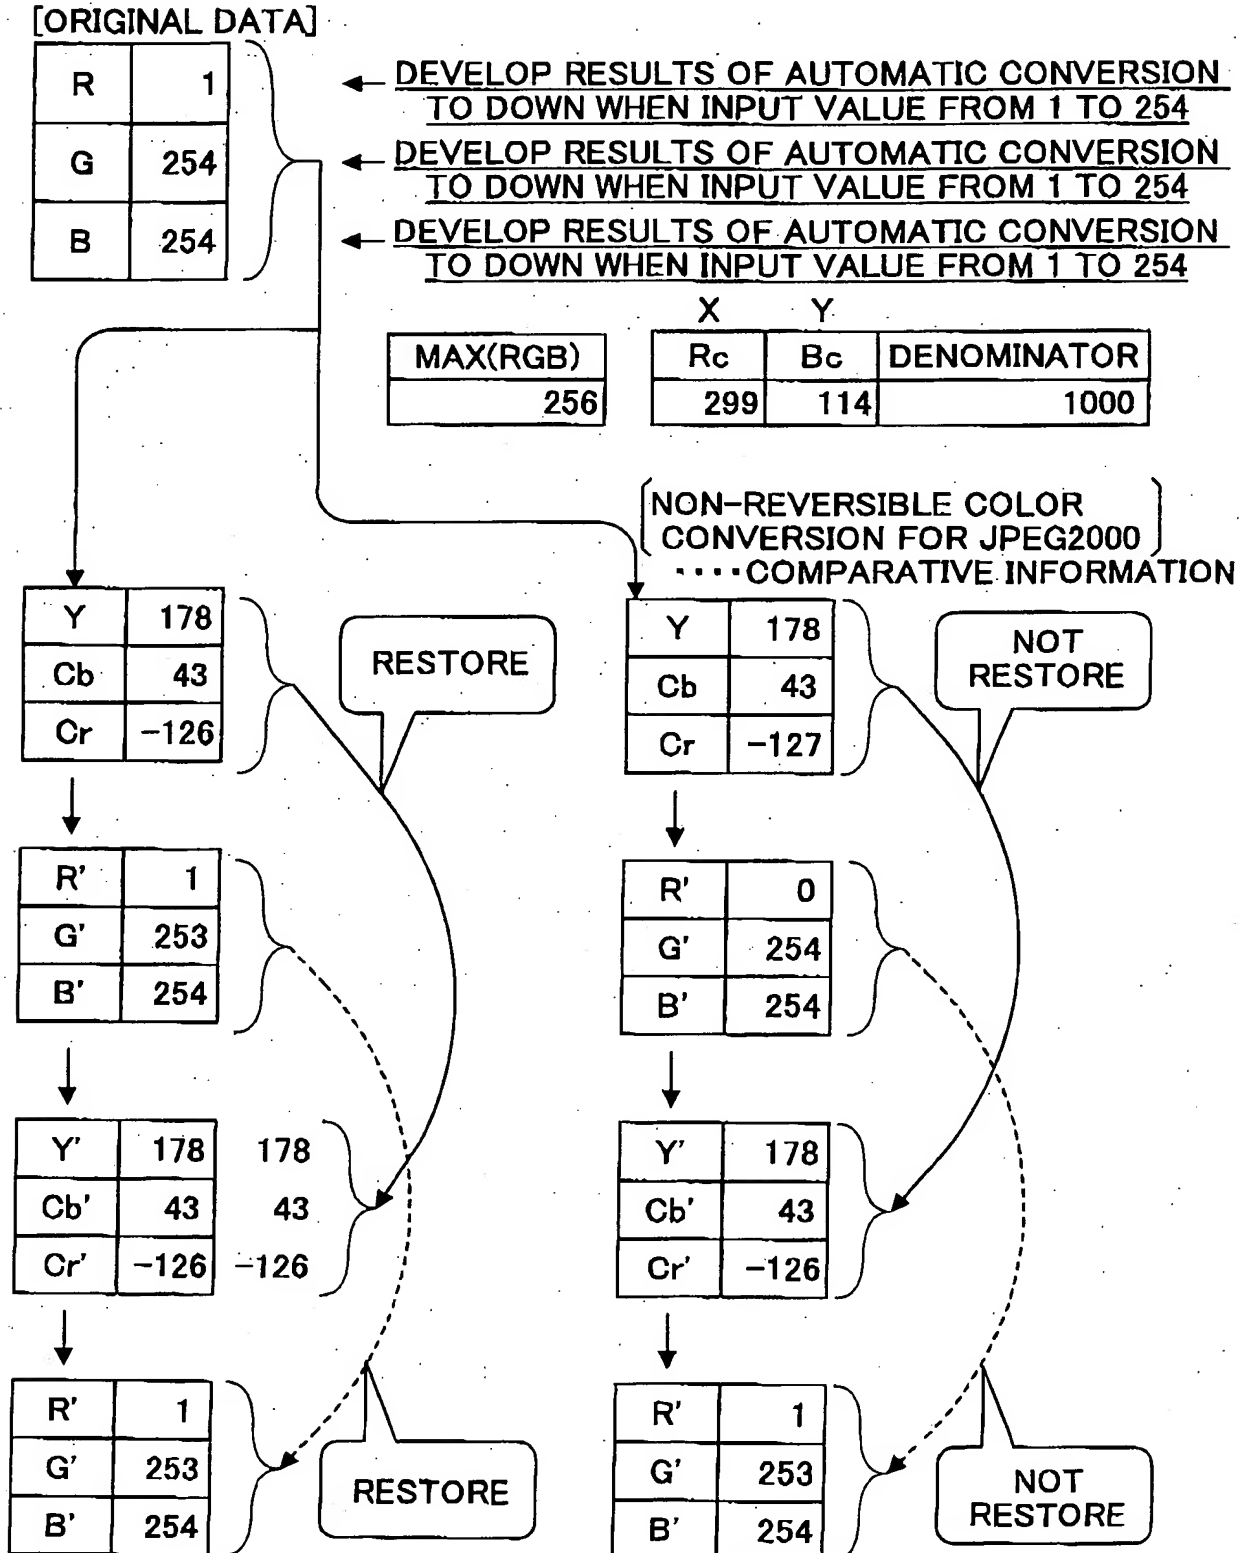 [ORIGINAL DATA]
R 1
G 254
B 254
← DEVELOP RESULTS OF AUTOMATIC CONVERSION
TO DOWN WHEN INPUT VALUE FROM 1 TO 254
← DEVELOP RESULTS OF AUTOMATIC CONVERSION
TO DOWN WHEN INPUT VALUE FROM 1 TO 254
← DEVELOP RESULTS OF AUTOMATIC CONVERSION
TO DOWN WHEN INPUT VALUE FROM 1 TO 254
X Y
MAX(RGB) Rc Bc DENOMINATOR
256 299 114 1000
NON-REVERSIBLE COLOR
CONVERSION FOR JPEG2000
····COMPARATIVE INFORMATION
Y 178
Cb 43
Cr -126
RESTORE
R' 1
G' 253
B' 254
Y' 178 178
Cb' 43 43
Cr' -126 -126
R' 1
G' 253
B' 254
RESTORE
Y 178
Cb 43
Cr -127
NOT
RESTORE
R' 0
G' 254
B' 254
Y' 178
Cb' 43
Cr' -126
R' 1
G' 253
B' 254
NOT
RESTORE